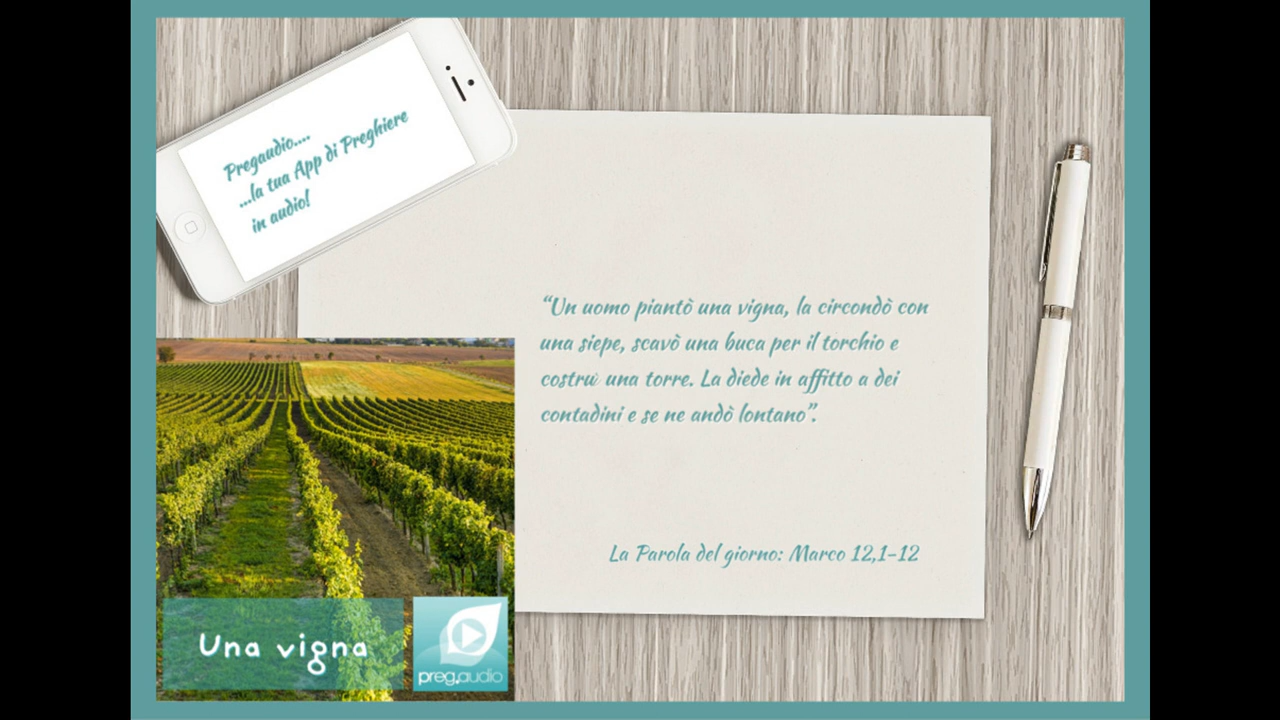 Pregaudio....
...la tua App di Preghiere
in audio!
“Un uomo piantò una vigna, la circondò con
una siepe, scavò una buca per il torchio e
costruì una torre. La diede in affitto a dei
contadini e se ne andò lontano”.
La Parola del giorno: Marco 12,1-12
Una vigna
preg.audio